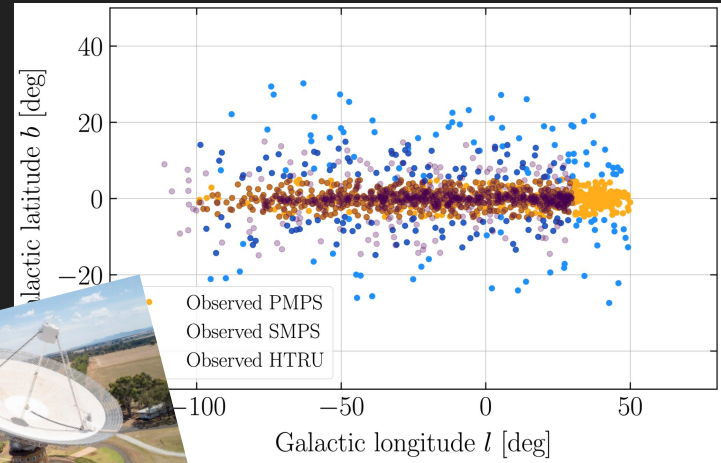 40
20
0
−20
Galactic latitude b [deg]
Observed PMPS
Observed SMPS
Observed HTRU
−100
−50
0
50
Galactic longitude l [deg]